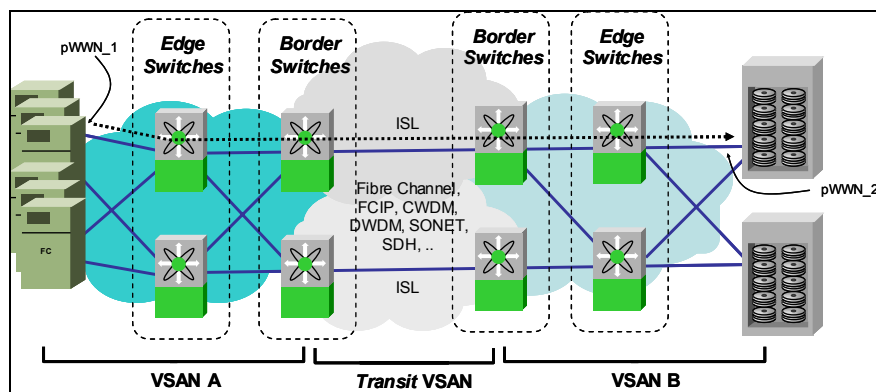 pWWN_1
Edge
Switches
Border
Switches
Border
Switches
Edge
Switches
ISL
pWWN_2
Fibre Channel,
FCIP, CWDM,
DWDM, SONET,
SDH, ..
FC
ISL
VSAN A
Transit VSAN
VSAN B